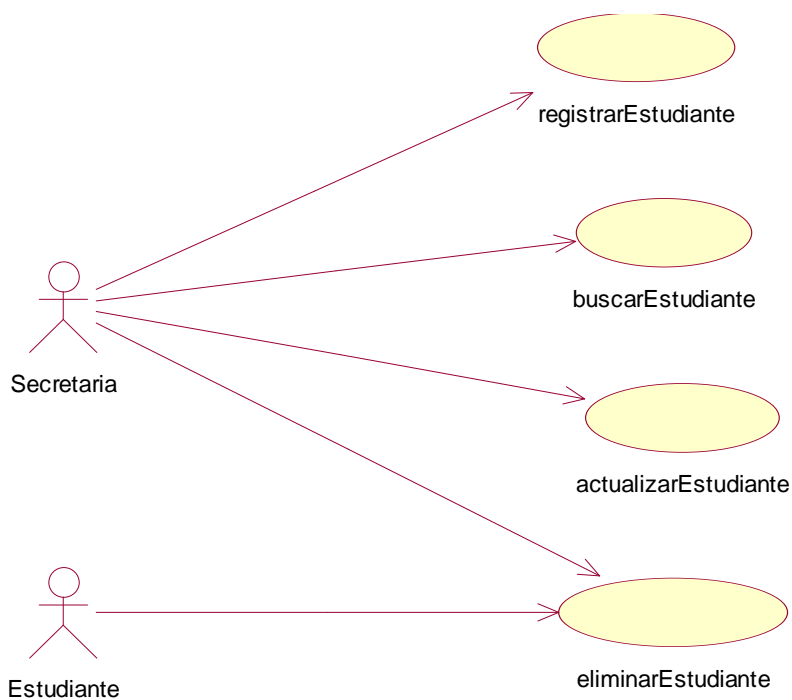 registrarEstudiante
buscarEstudiante
Secretaria
actualizarEstudiante
eliminarEstudiante
Estudiante